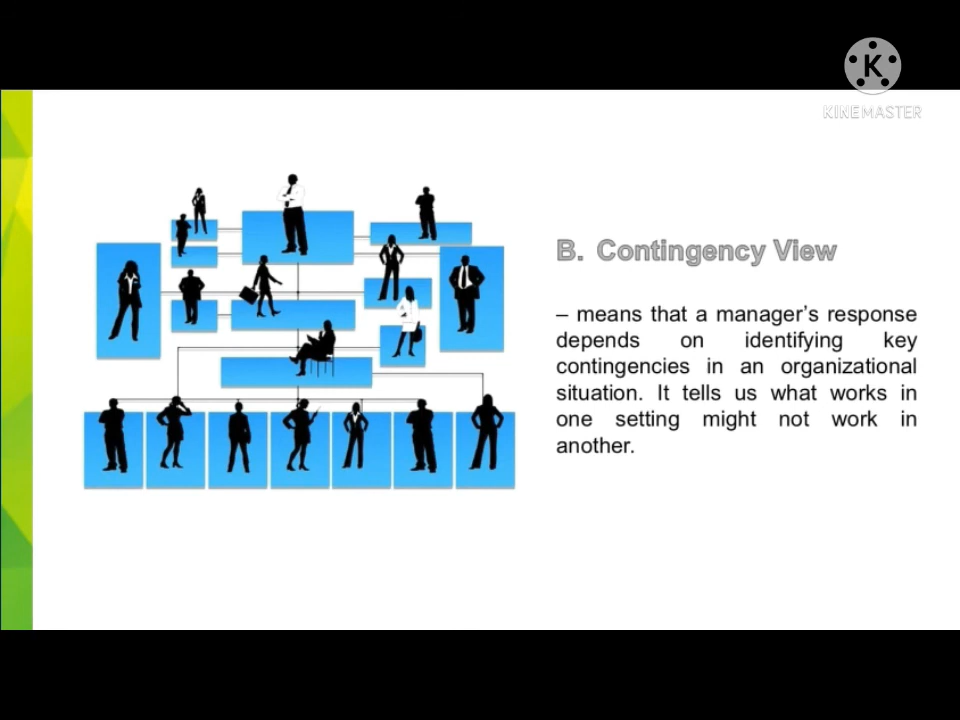 K
KINEMASTER
B. Contingency View
– means that a manager’s response
depends on identifying key
contingencies in an organizational
situation. It tells us what works in
one setting might not work in
another.